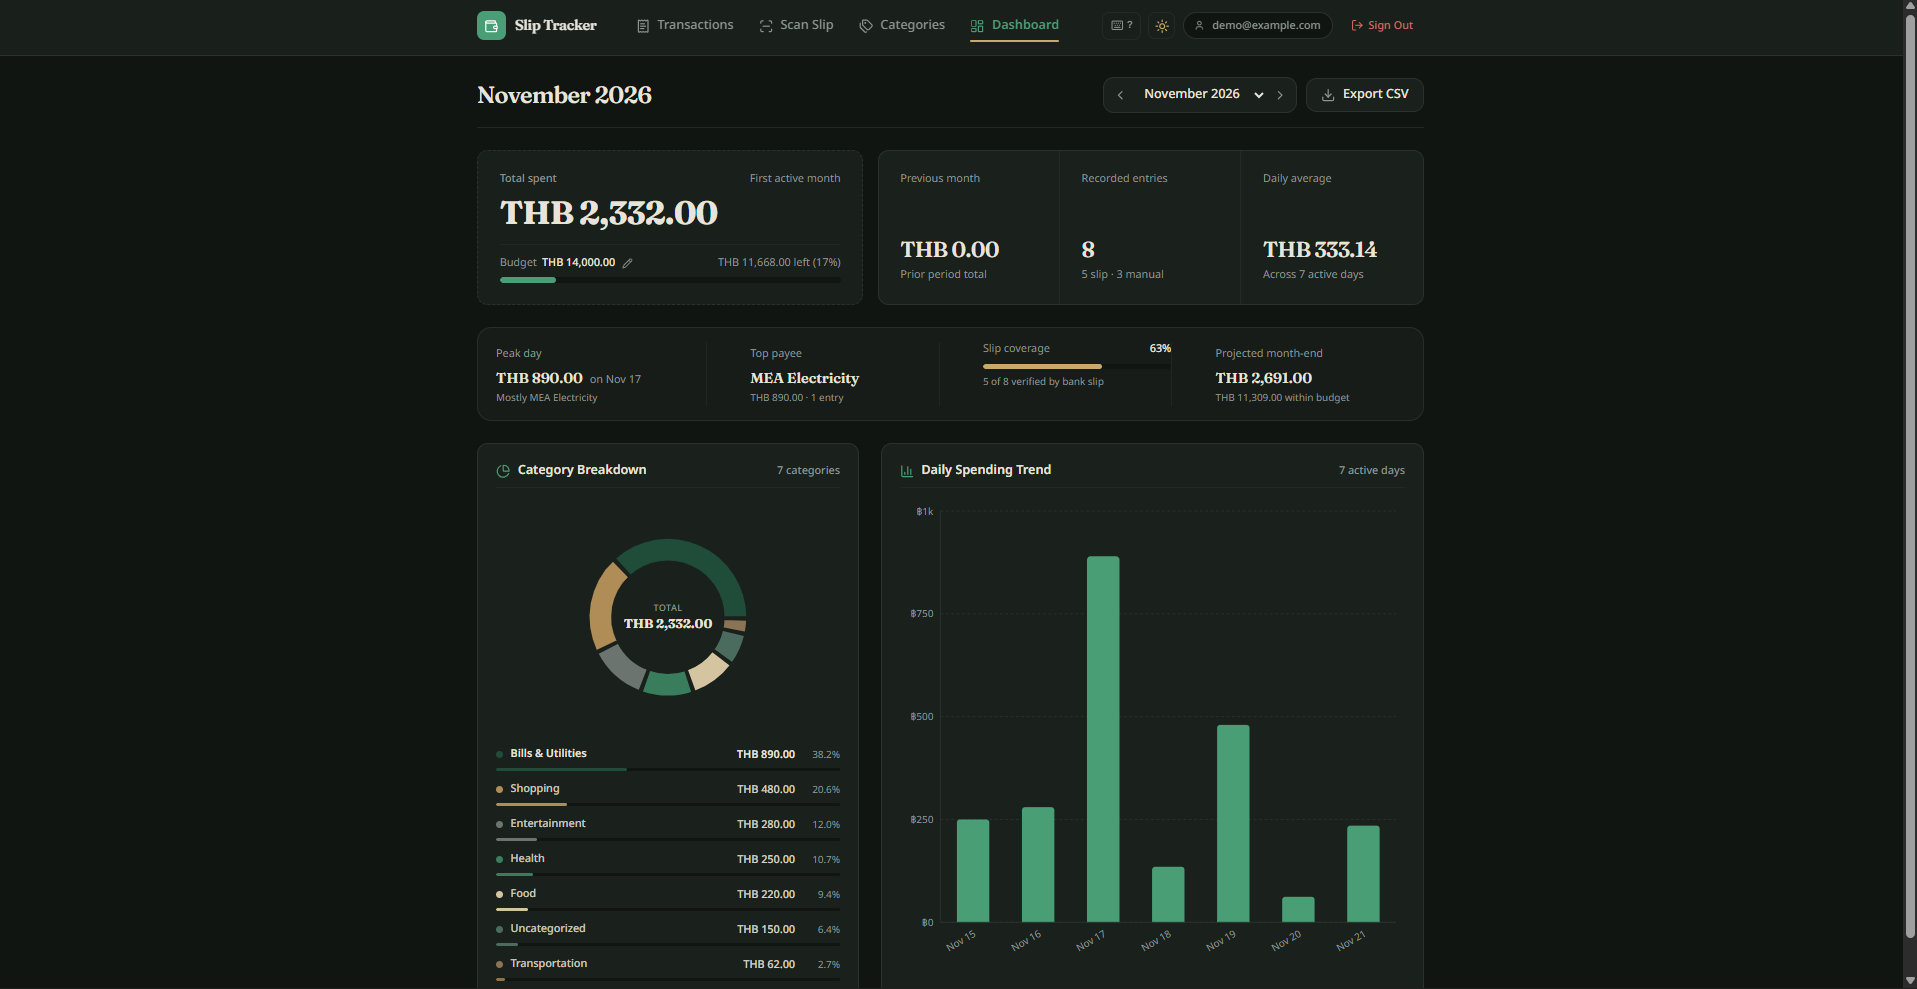 Slip Tracker
Transactions
Scan Slip
Categories
Dashboard
?
demo@example.com
Sign Out
November 2026
November 2026
Export CSV
Total spent
First active month
THB 2,332.00
Budget THB 14,000.00
THB 11,668.00 left (17%)
Previous month
THB 0.00
Prior period total
Recorded entries
8
5 slip · 3 manual
Daily average
THB 333.14
Across 7 active days
Peak day
THB 890.00 on Nov 17
Mostly MEA Electricity
Top payee
MEA Electricity
THB 890.00 · 1 entry
Slip coverage
63%
5 of 8 verified by bank slip
Projected month-end
THB 2,691.00
THB 11,309.00 within budget
Category Breakdown
7 categories
TOTAL
THB 2,332.00
Bills & Utilities THB 890.00 38.2%
Shopping THB 480.00 20.6%
Entertainment THB 280.00 12.0%
Health THB 250.00 10.7%
Food THB 220.00 9.4%
Uncategorized THB 150.00 6.4%
Transportation THB 62.00 2.7%
Daily Spending Trend
7 active days
฿1k
฿750
฿500
฿250
฿0
Nov 15
Nov 16
Nov 17
Nov 18
Nov 19
Nov 20
Nov 21